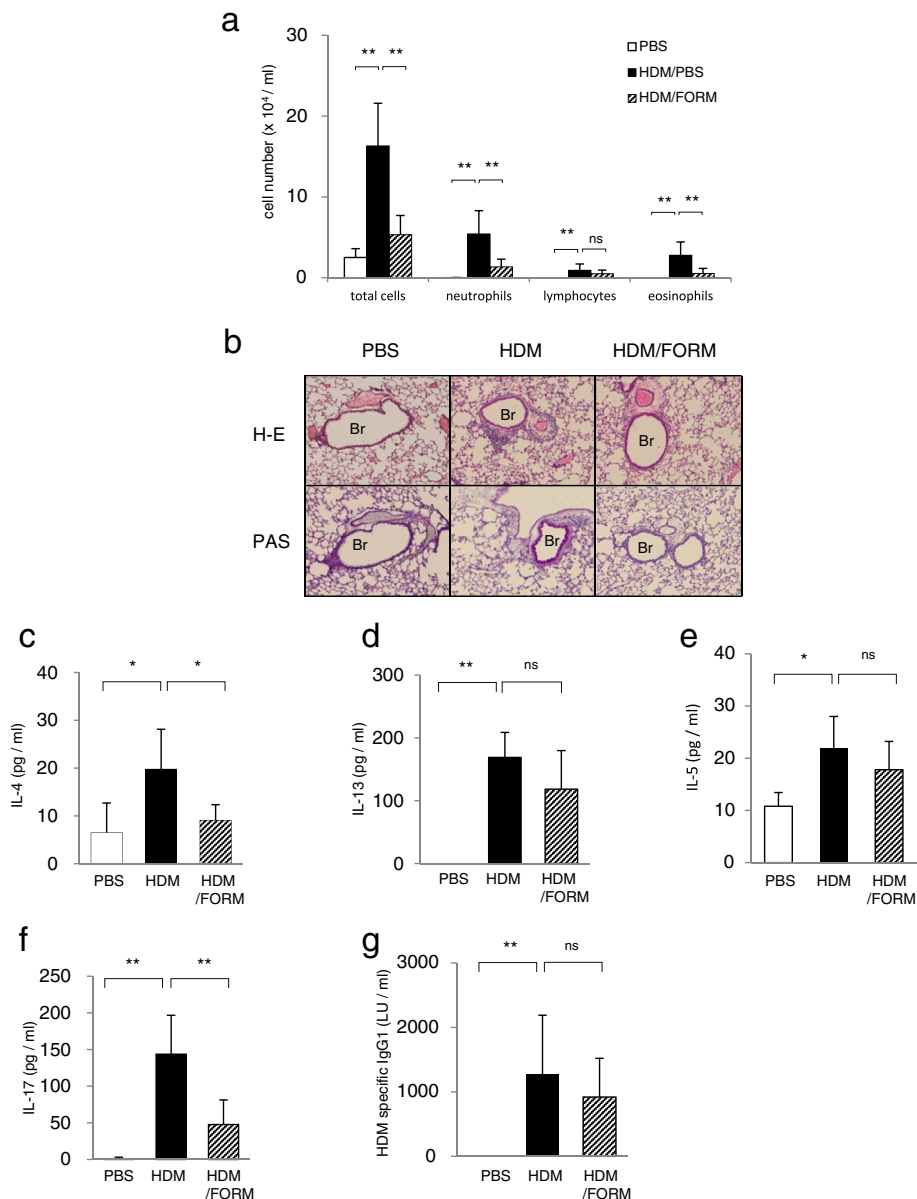 a
30
20
10
0
cell number (x 10⁴ / ml)
** **
** **
** ns
** **
PBS
HDM/PBS
HDM/FORM
total cells neutrophils lymphocytes eosinophils
b
PBS HDM HDM/FORM
H-E
Br Br Br
PAS
Br Br Br
c
40
30
20
10
0
IL-4 (pg / ml)
* *
PBS HDM HDM
/FORM
d
300
200
100
0
IL-13 (pg / ml)
** ns
PBS HDM HDM
/FORM
e
40
30
20
10
0
IL-5 (pg / ml)
* ns
PBS HDM HDM
/FORM
f
250
200
150
100
50
0
IL-17 (pg / ml)
** **
PBS HDM HDM
/FORM
g
3000
2000
1000
0
HDM specific IgG1 (LU / ml)
** ns
PBS HDM HDM
/FORM